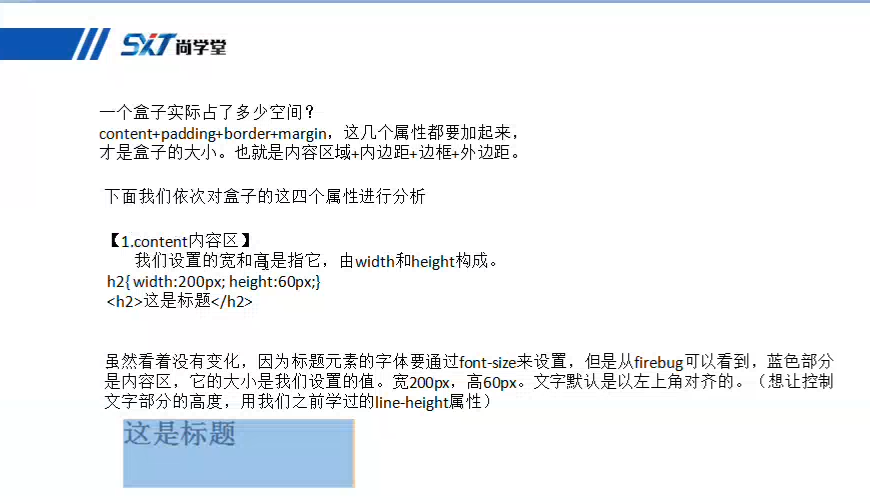 SXT尚学堂
一个盒子实际占了多少空间？
content+padding+border+margin，这几个属性都要加起来，
才是盒子的大小。也就是内容区域+内边距+边框+外边距。
下面我们依次对盒子的这四个属性进行分析
【1.content内容区】
我们设置的宽和高是指它，由width和height构成。
h2{ width:200px; height:60px;}
<h2>这是标题</h2>
虽然看着没有变化，因为标题元素的字体要通过font-size来设置，但是从firebug可以看到，蓝色部分
是内容区，它的大小是我们设置的值。宽200px，高60px。文字默认是以左上角对齐的。（想让控制
文字部分的高度，用我们之前学过的line-height属性）
这是标题